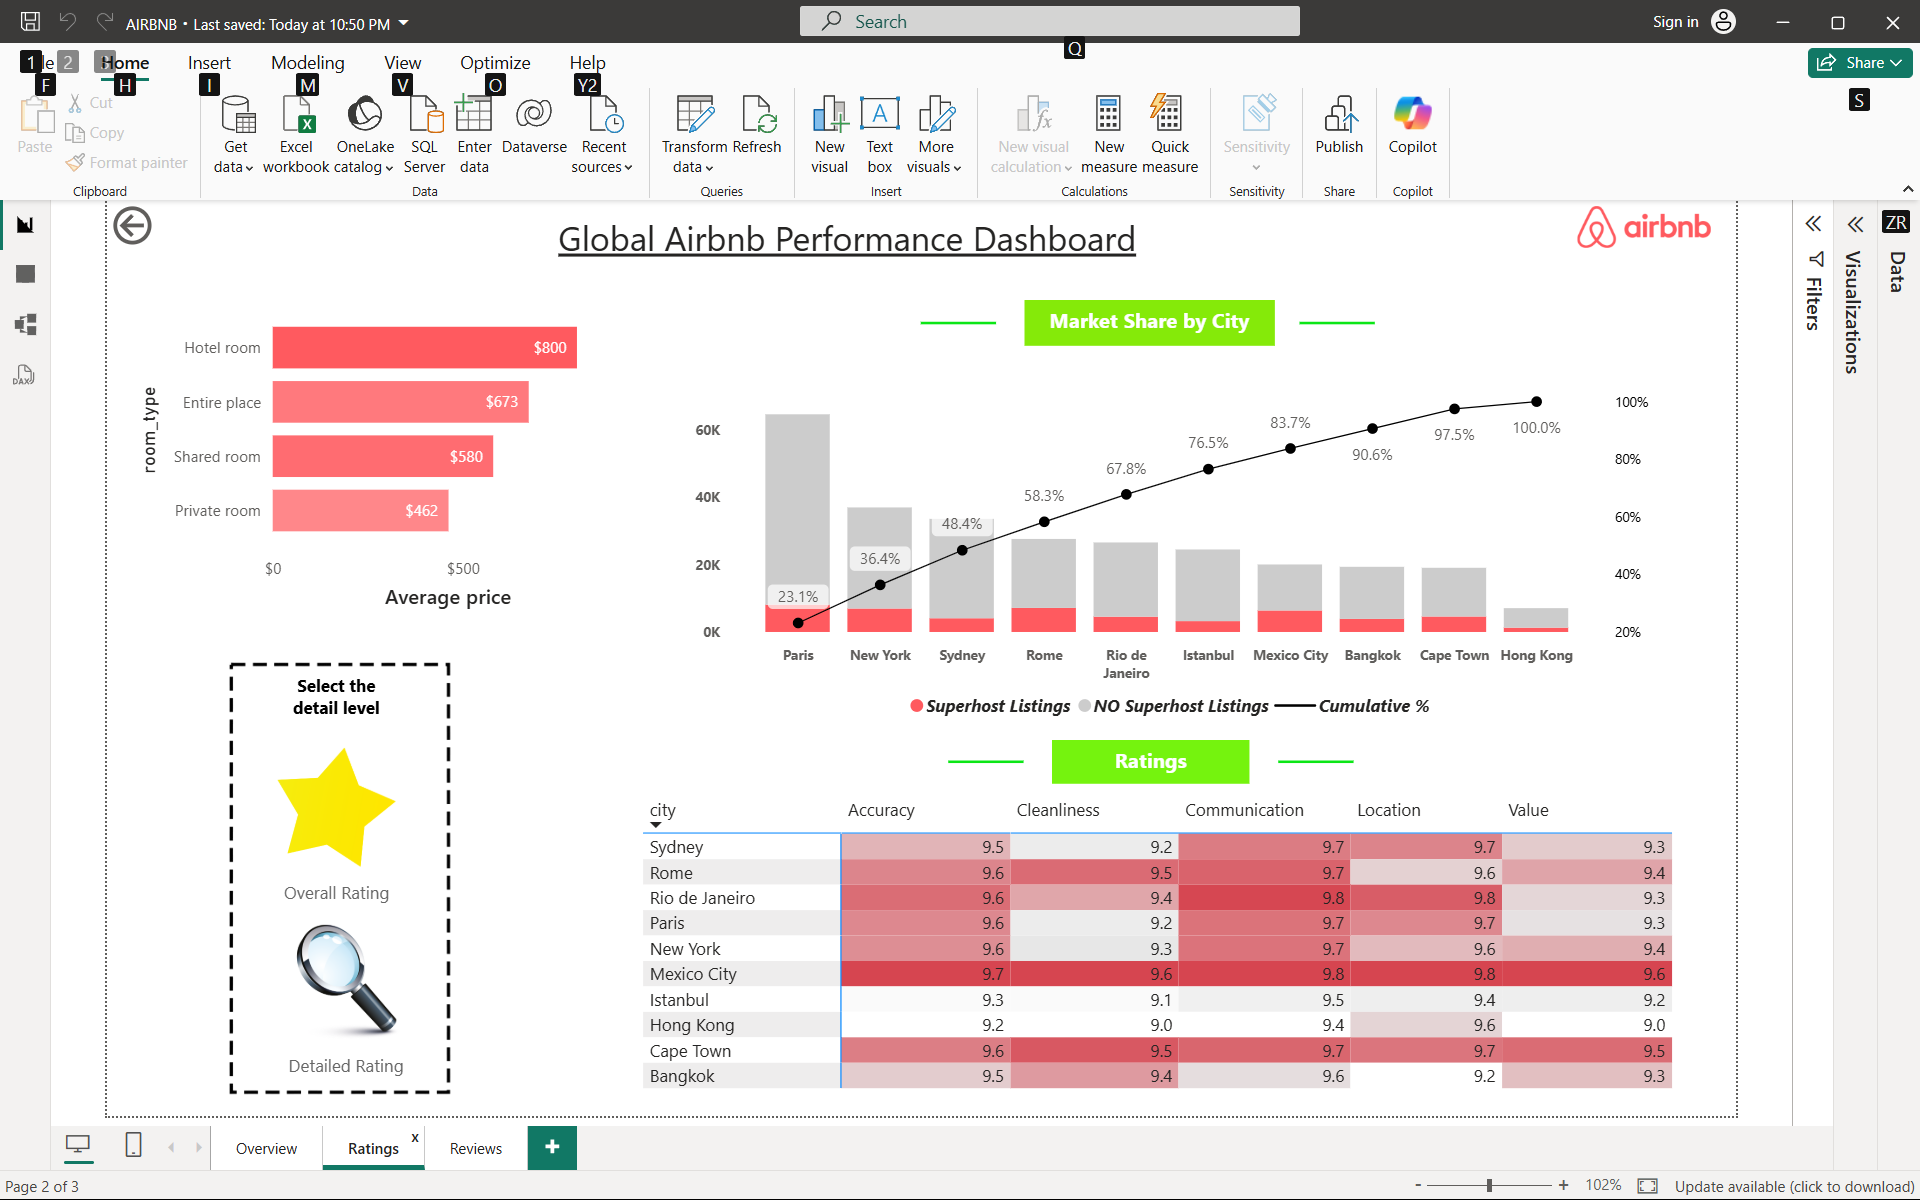 AIRBNB • Last saved: Today at 10:50 PM
Search
Sign in
1 le 2 Home Insert Modeling View Optimize Help
Q
Share
F H I M V O Y2
S
Paste
Cut
Copy
Format painter
Clipboard
Get data
Excel workbook
OneLake catalog
SQL Server
Enter data
Dataverse
Recent sources
Data
Transform data
Refresh
Queries
New visual
Text box
More visuals
Insert
New visual calculation
New measure
Quick measure
Calculations
Sensitivity
Sensitivity
Publish
Share
Copilot
Copilot
DAX
Global Airbnb Performance Dashboard
airbnb
ZR
Filters
Visualizations
Data
room_type
Hotel room $800
Entire place $673
Shared room $580
Private room $462
$0 $500
Average price
Market Share by City
60K
40K
20K
0K
100%
80%
60%
40%
20%
23.1%
36.4%
48.4%
58.3%
67.8%
76.5%
83.7%
90.6%
97.5%
100.0%
Paris New York Sydney Rome Rio de Janeiro Istanbul Mexico City Bangkok Cape Town Hong Kong
Superhost Listings NO Superhost Listings Cumulative %
Select the
detail level
Overall Rating
Detailed Rating
Ratings
city Accuracy Cleanliness Communication Location Value
Sydney 9.5 9.2 9.7 9.7 9.3
Rome 9.6 9.5 9.7 9.6 9.4
Rio de Janeiro 9.6 9.4 9.8 9.8 9.3
Paris 9.6 9.2 9.7 9.7 9.3
New York 9.6 9.3 9.7 9.6 9.4
Mexico City 9.7 9.6 9.8 9.8 9.6
Istanbul 9.3 9.1 9.5 9.4 9.2
Hong Kong 9.2 9.0 9.4 9.6 9.0
Cape Town 9.6 9.5 9.7 9.7 9.5
Bangkok 9.5 9.4 9.6 9.2 9.3
Overview Ratings x Reviews +
Page 2 of 3
- + 102%
Update available (click to download)